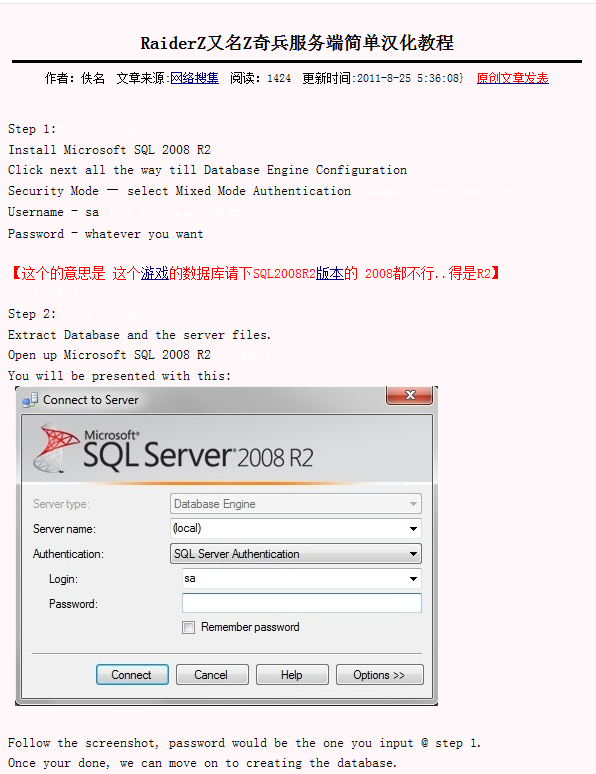 RaiderZ又名Z奇兵服务端简单汉化教程
作者：佚名 文章来源:网络搜集 阅读：1424 更新时间:2011-8-25 5:36:08} 原创文章发表
Step 1:
Install Microsoft SQL 2008 R2
Click next all the way till Database Engine Configuration
Security Mode — select Mixed Mode Authentication
Username - sa
Password - whatever you want
【这个的意思是 这个游戏的数据库请下SQL2008R2版本的 2008都不行..得是R2】
Step 2:
Extract Database and the server files.
Open up Microsoft SQL 2008 R2
You will be presented with this:
Connect to Server
Microsoft®
SQL Server®2008 R2
Server type: Database Engine
Server name: (local)
Authentication: SQL Server Authentication
Login: sa
Password:
Remember password
Connect Cancel Help Options >>
Follow the screenshot, password would be the one you input @ step 1.
Once your done, we can move on to creating the database.